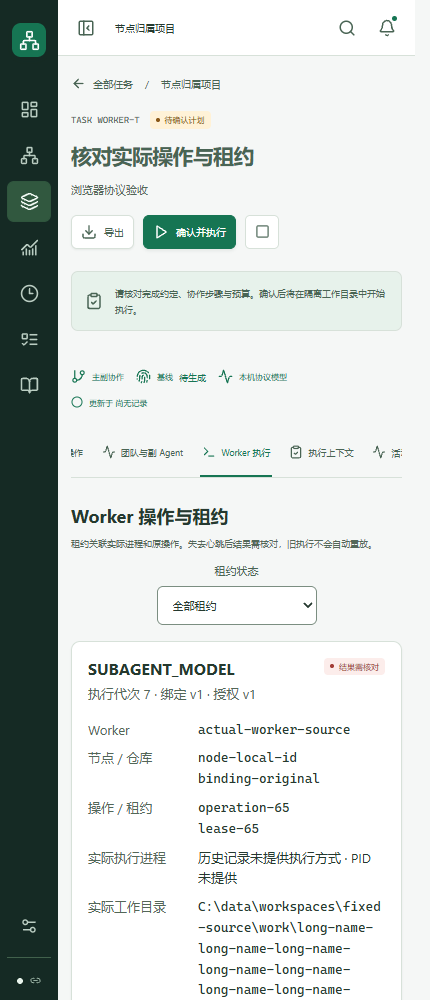 节点归属项目
全部任务 / 节点归属项目
TASK WORKER-T 待确认计划
核对实际操作与租约
浏览器协议验收
导出 确认并执行
请核对完成约定、协作步骤与预算。确认后将在隔离工作目录中开始
执行。
主副协作 基线 待生成 本机协议模型
更新于 尚无记录
操作 团队与副 Agent Worker 执行 执行上下文 活
Worker 操作与租约
租约关联实际进程和原操作。失去心跳后结果需核对，旧执行不会自动重放。
租约状态
全部租约
SUBAGENT_MODEL 结果需核对
执行代次 7 · 绑定 v1 · 授权 v1
Worker actual-worker-source
节点 / 仓库 node-local-id
binding-original
操作 / 租约 operation-65
lease-65
实际执行进程 历史记录未提供执行方式 · PID
未提供
实际工作目录 C:\data\workspaces\fixed
-source\work\long-name-
long-name-long-name-
long-name-long-name-
long-name-long-name-